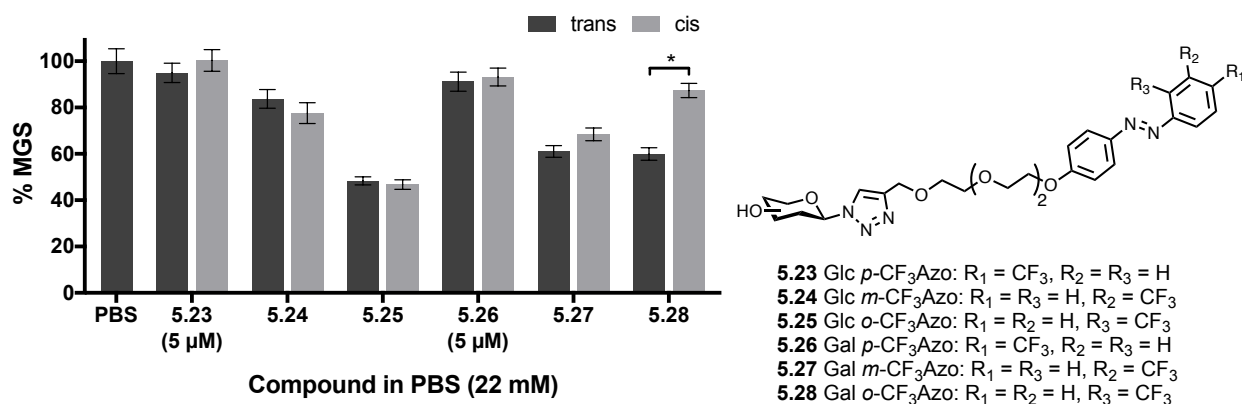 trans cis
% MGS
100
80
60
40
20
0
*
PBS 5.23 5.24 5.25 5.26 5.27 5.28
(5 µM) (5 µM)
Compound in PBS (22 mM)
R2
R3 R1
N
N
O
O
O
2
O
HO
O
N
N
N
5.23 Glc p-CF3Azo: R1 = CF3, R2 = R3 = H
5.24 Glc m-CF3Azo: R1 = R3 = H, R2 = CF3
5.25 Glc o-CF3Azo: R1 = R2 = H, R3 = CF3
5.26 Gal p-CF3Azo: R1 = CF3, R2 = R3 = H
5.27 Gal m-CF3Azo: R1 = R3 = H, R2 = CF3
5.28 Gal o-CF3Azo: R1 = R2 = H, R3 = CF3